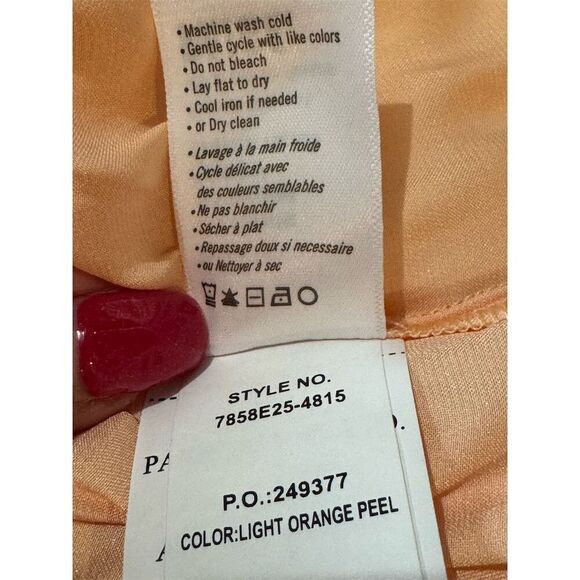 • Machine wash cold
• Gentle cycle with like colors
• Do not bleach
• Lay flat to dry
• Cool iron if needed
• or Dry clean
• Lavage à la main froide
• Cycle délicat avec
des couleurs semblables
• Ne pas blanchir
• Sécher à plat
• Repassage doux si necessaire
• ou Nettoyer à sec
STYLE NO.
7858E25-4815
P.O.:249377
COLOR:LIGHT ORANGE PEEL